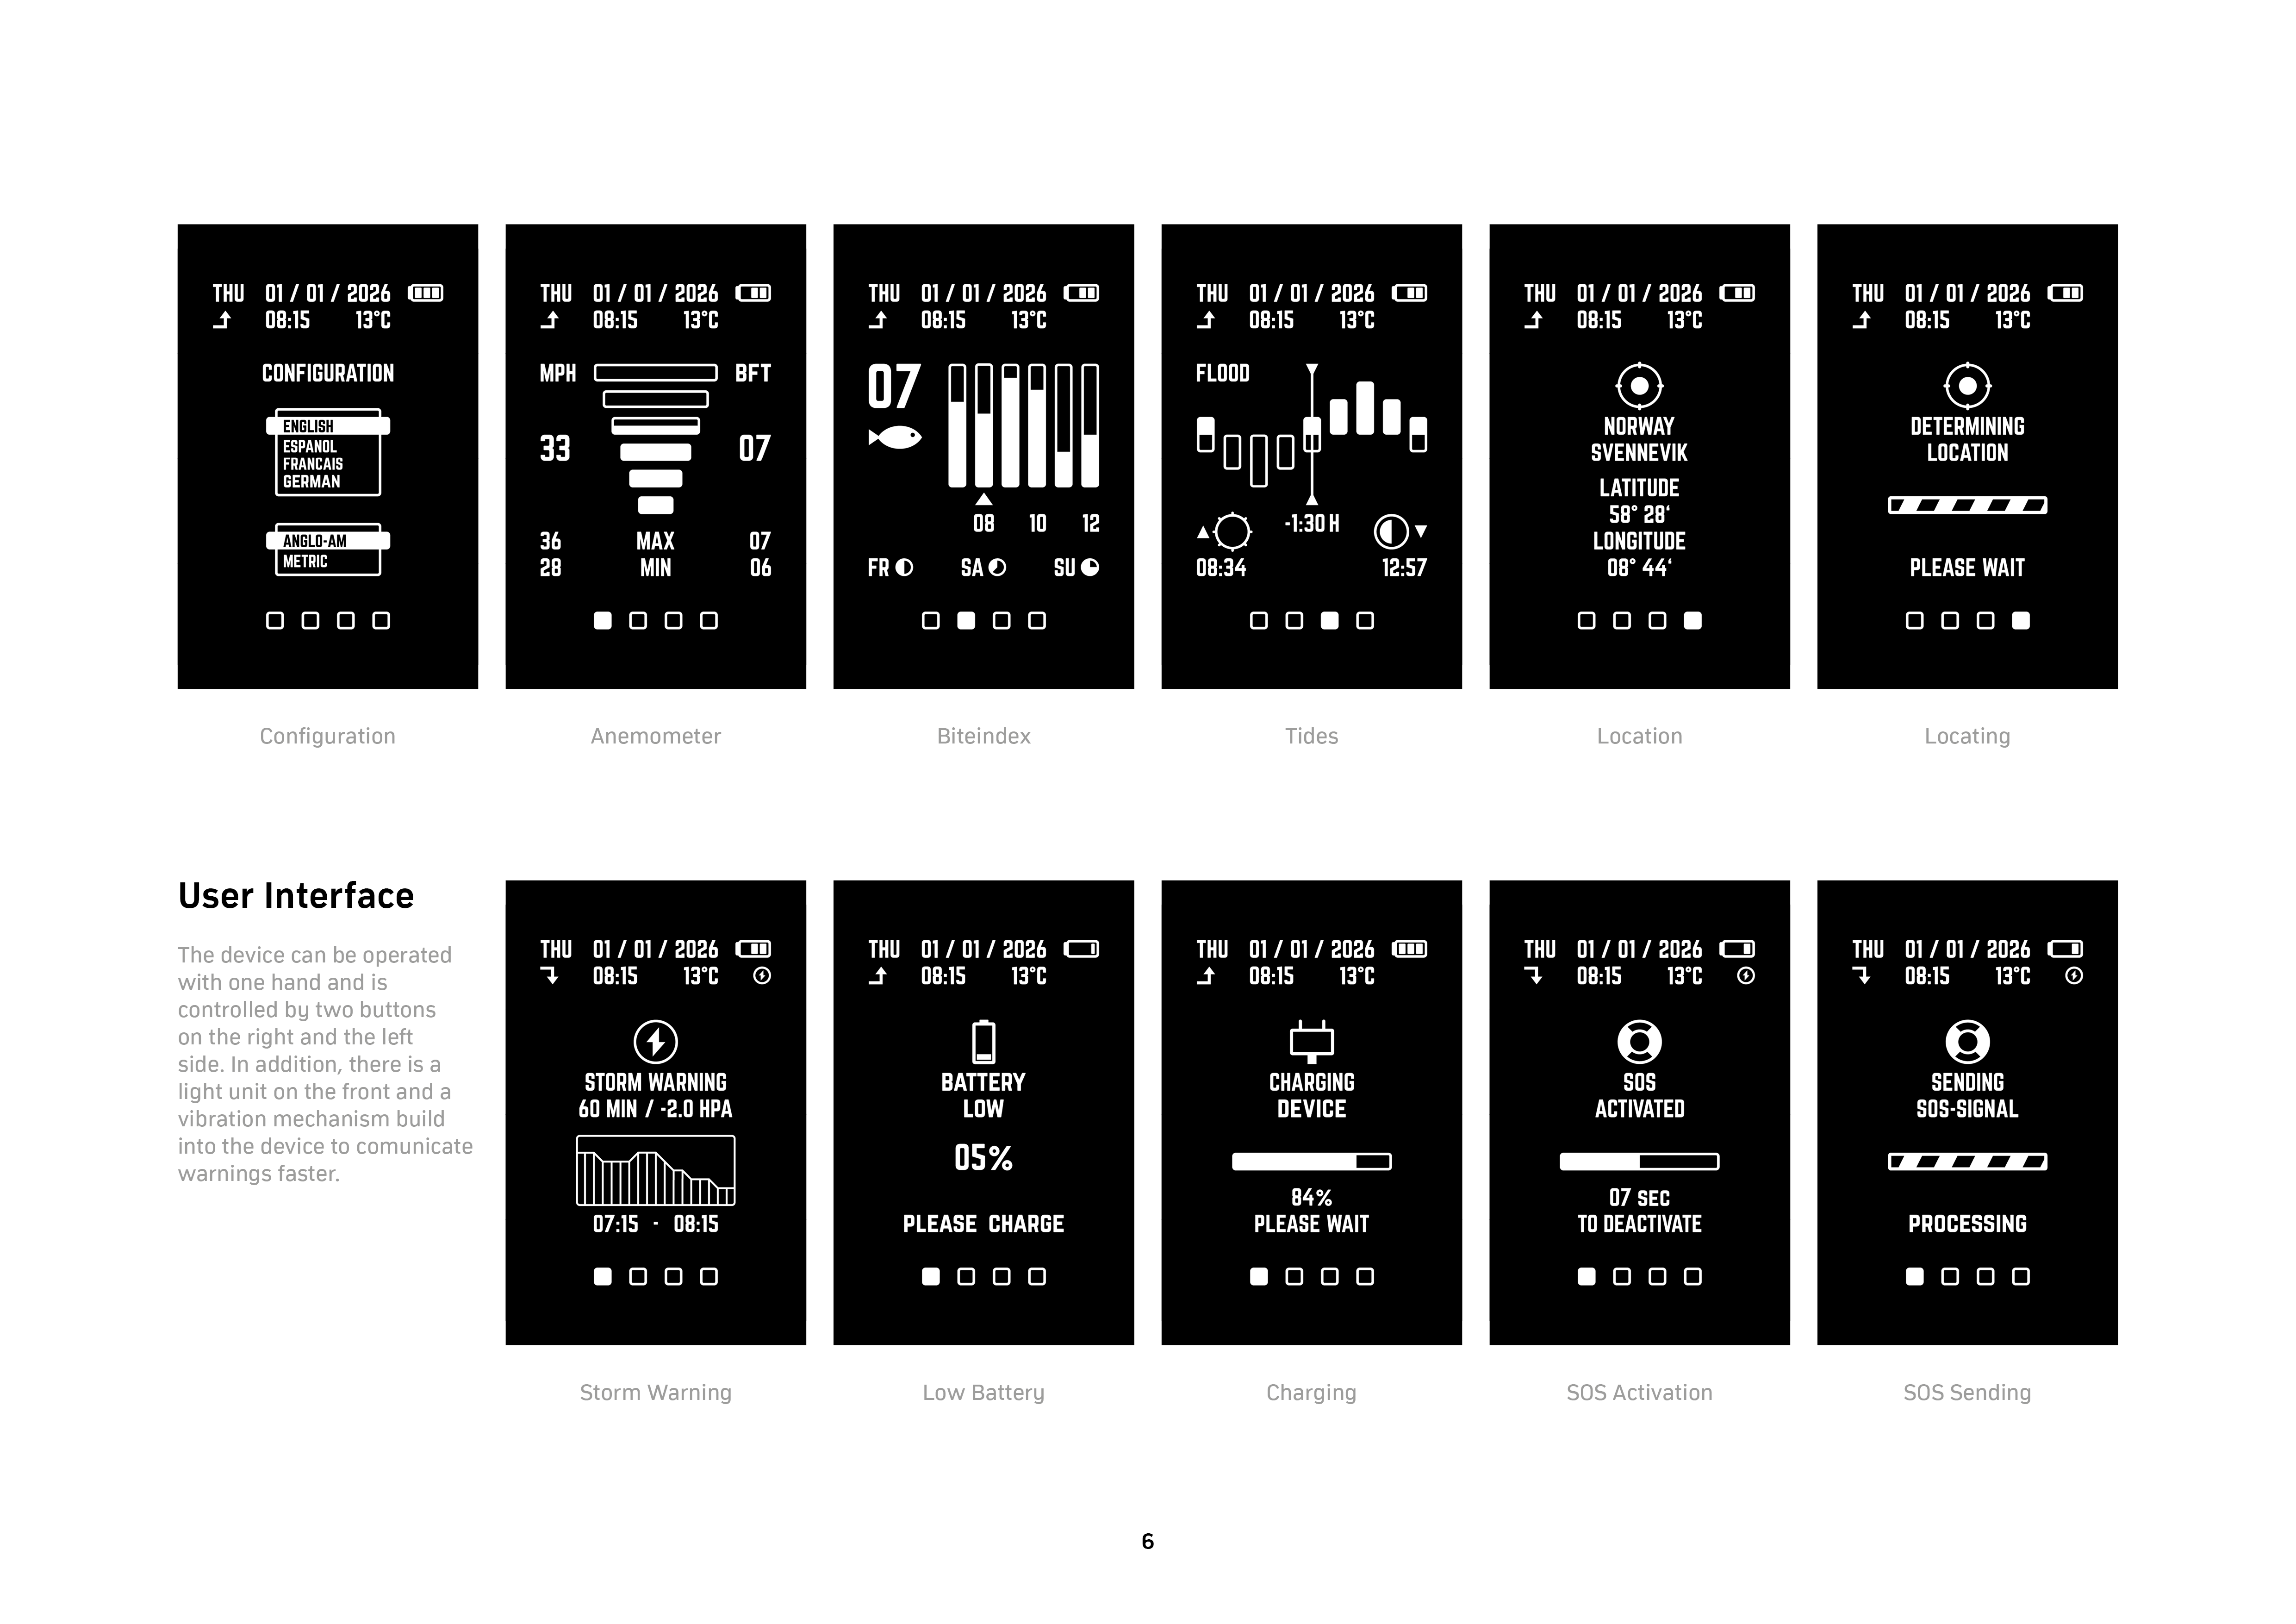 THU 01 / 01 / 2026
08:15 13°C
CONFIGURATION
ENGLISH
ESPANOL
FRANCAIS
GERMAN
ANGLO-AM
METRIC
Configuration
THU 01 / 01 / 2026
08:15 13°C
MPH BFT
33 07
36 MAX 07
28 MIN 06
Anemometer
THU 01 / 01 / 2026
08:15 13°C
07
08 10 12
FR SA SU
Biteindex
THU 01 / 01 / 2026
08:15 13°C
FLOOD
-1:30 H
08:34 12:57
Tides
THU 01 / 01 / 2026
08:15 13°C
NORWAY
SVENNEVIK
LATITUDE
58° 28‘
LONGITUDE
08° 44‘
Location
THU 01 / 01 / 2026
08:15 13°C
DETERMINING
LOCATION
PLEASE WAIT
Locating
User Interface
The device can be operated
with one hand and is
controlled by two buttons
on the right and the left
side. In addition, there is a
light unit on the front and a
vibration mechanism build
into the device to comunicate
warnings faster.
THU 01 / 01 / 2026
08:15 13°C
STORM WARNING
60 MIN / -2.0 HPA
07:15 - 08:15
Storm Warning
THU 01 / 01 / 2026
08:15 13°C
BATTERY
LOW
05%
PLEASE CHARGE
Low Battery
THU 01 / 01 / 2026
08:15 13°C
CHARGING
DEVICE
84%
PLEASE WAIT
Charging
THU 01 / 01 / 2026
08:15 13°C
SOS
ACTIVATED
07 SEC
TO DEACTIVATE
SOS Activation
THU 01 / 01 / 2026
08:15 13°C
SENDING
SOS-SIGNAL
PROCESSING
SOS Sending
6